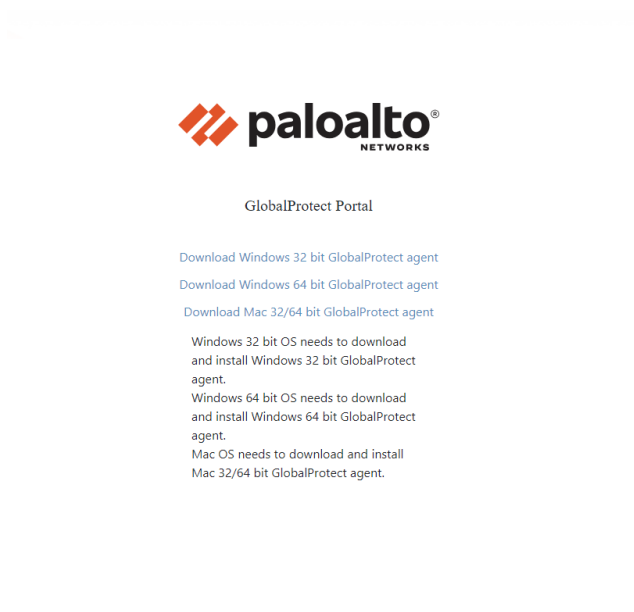 paloalto®
NETWORKS
GlobalProtect Portal
Download Windows 32 bit GlobalProtect agent
Download Windows 64 bit GlobalProtect agent
Download Mac 32/64 bit GlobalProtect agent
Windows 32 bit OS needs to download
and install Windows 32 bit GlobalProtect
agent.
Windows 64 bit OS needs to download
and install Windows 64 bit GlobalProtect
agent.
Mac OS needs to download and install
Mac 32/64 bit GlobalProtect agent.